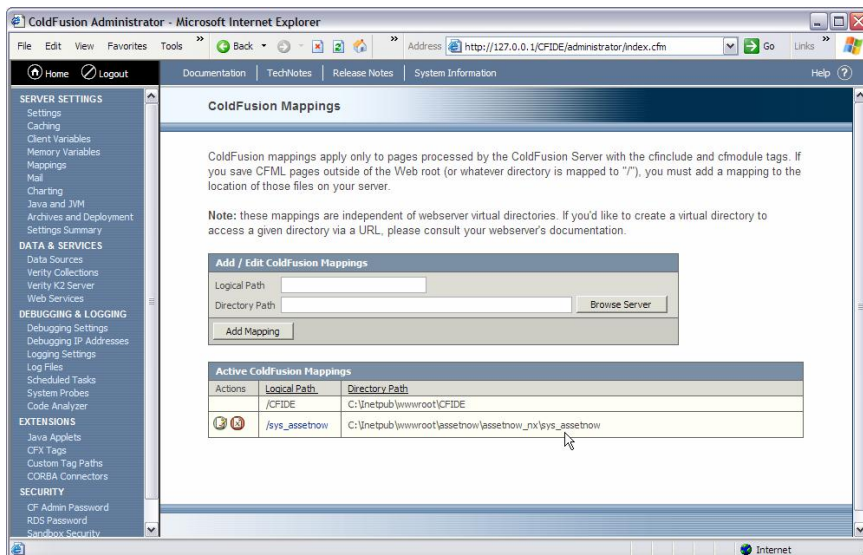 ColdFusion Administrator - Microsoft Internet Explorer
File Edit View Favorites Tools » Back » Address http://127.0.0.1/CFIDE/administrator/index.cfm Go Links »
Home Logout Documentation | TechNotes | Release Notes | System Information Help ?
SERVER SETTINGS
Settings
Caching
Client Variables
Memory Variables
Mappings
Mail
Charting
Java and JVM
Archives and Deployment
Settings Summary
DATA & SERVICES
Data Sources
Verity Collections
Verity K2 Server
Web Services
DEBUGGING & LOGGING
Debugging Settings
Debugging IP Addresses
Logging Settings
Log Files
Scheduled Tasks
System Probes
Code Analyzer
EXTENSIONS
Java Applets
CFX Tags
Custom Tag Paths
CORBA Connectors
SECURITY
CF Admin Password
RDS Password
Sandbox Security
ColdFusion Mappings
ColdFusion mappings apply only to pages processed by the ColdFusion Server with the cfinclude and cfmodule tags. If
you save CFML pages outside of the Web root (or whatever directory is mapped to "/"), you must add a mapping to the
location of those files on your server.
Note: these mappings are independent of webserver virtual directories. If you'd like to create a virtual directory to
access a given directory via a URL, please consult your webserver's documentation.
Add / Edit ColdFusion Mappings
Logical Path
Directory Path Browse Server
Add Mapping
Active ColdFusion Mappings
Actions Logical Path Directory Path
/CFIDE C:\Inetpub\wwwroot\CFIDE
/sys_assetnow C:\Inetpub\wwwroot\assetnow\assetnow_nx\sys_assetnow
Internet